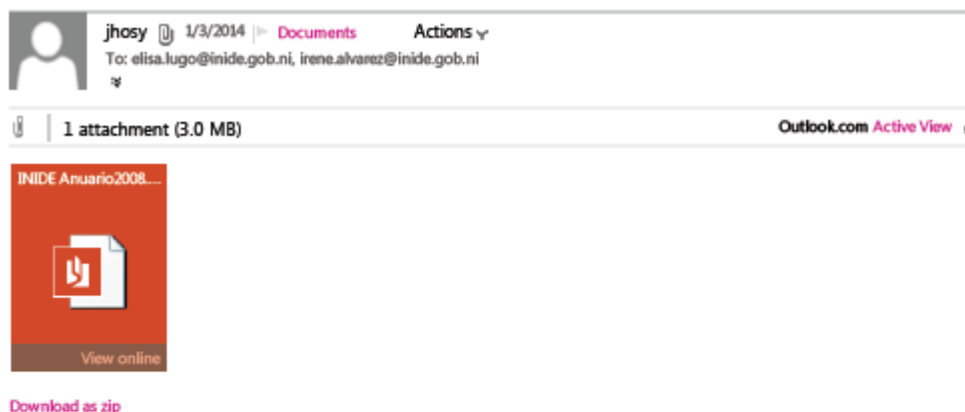 jhosy 1/3/2014 Documents Actions
To: elisa.lugo@inide.gob.ni, irene.alvarez@inide.gob.ni
1 attachment (3.0 MB) Outlook.com Active View
INIDE Anuario2008....
View online
Download as zip